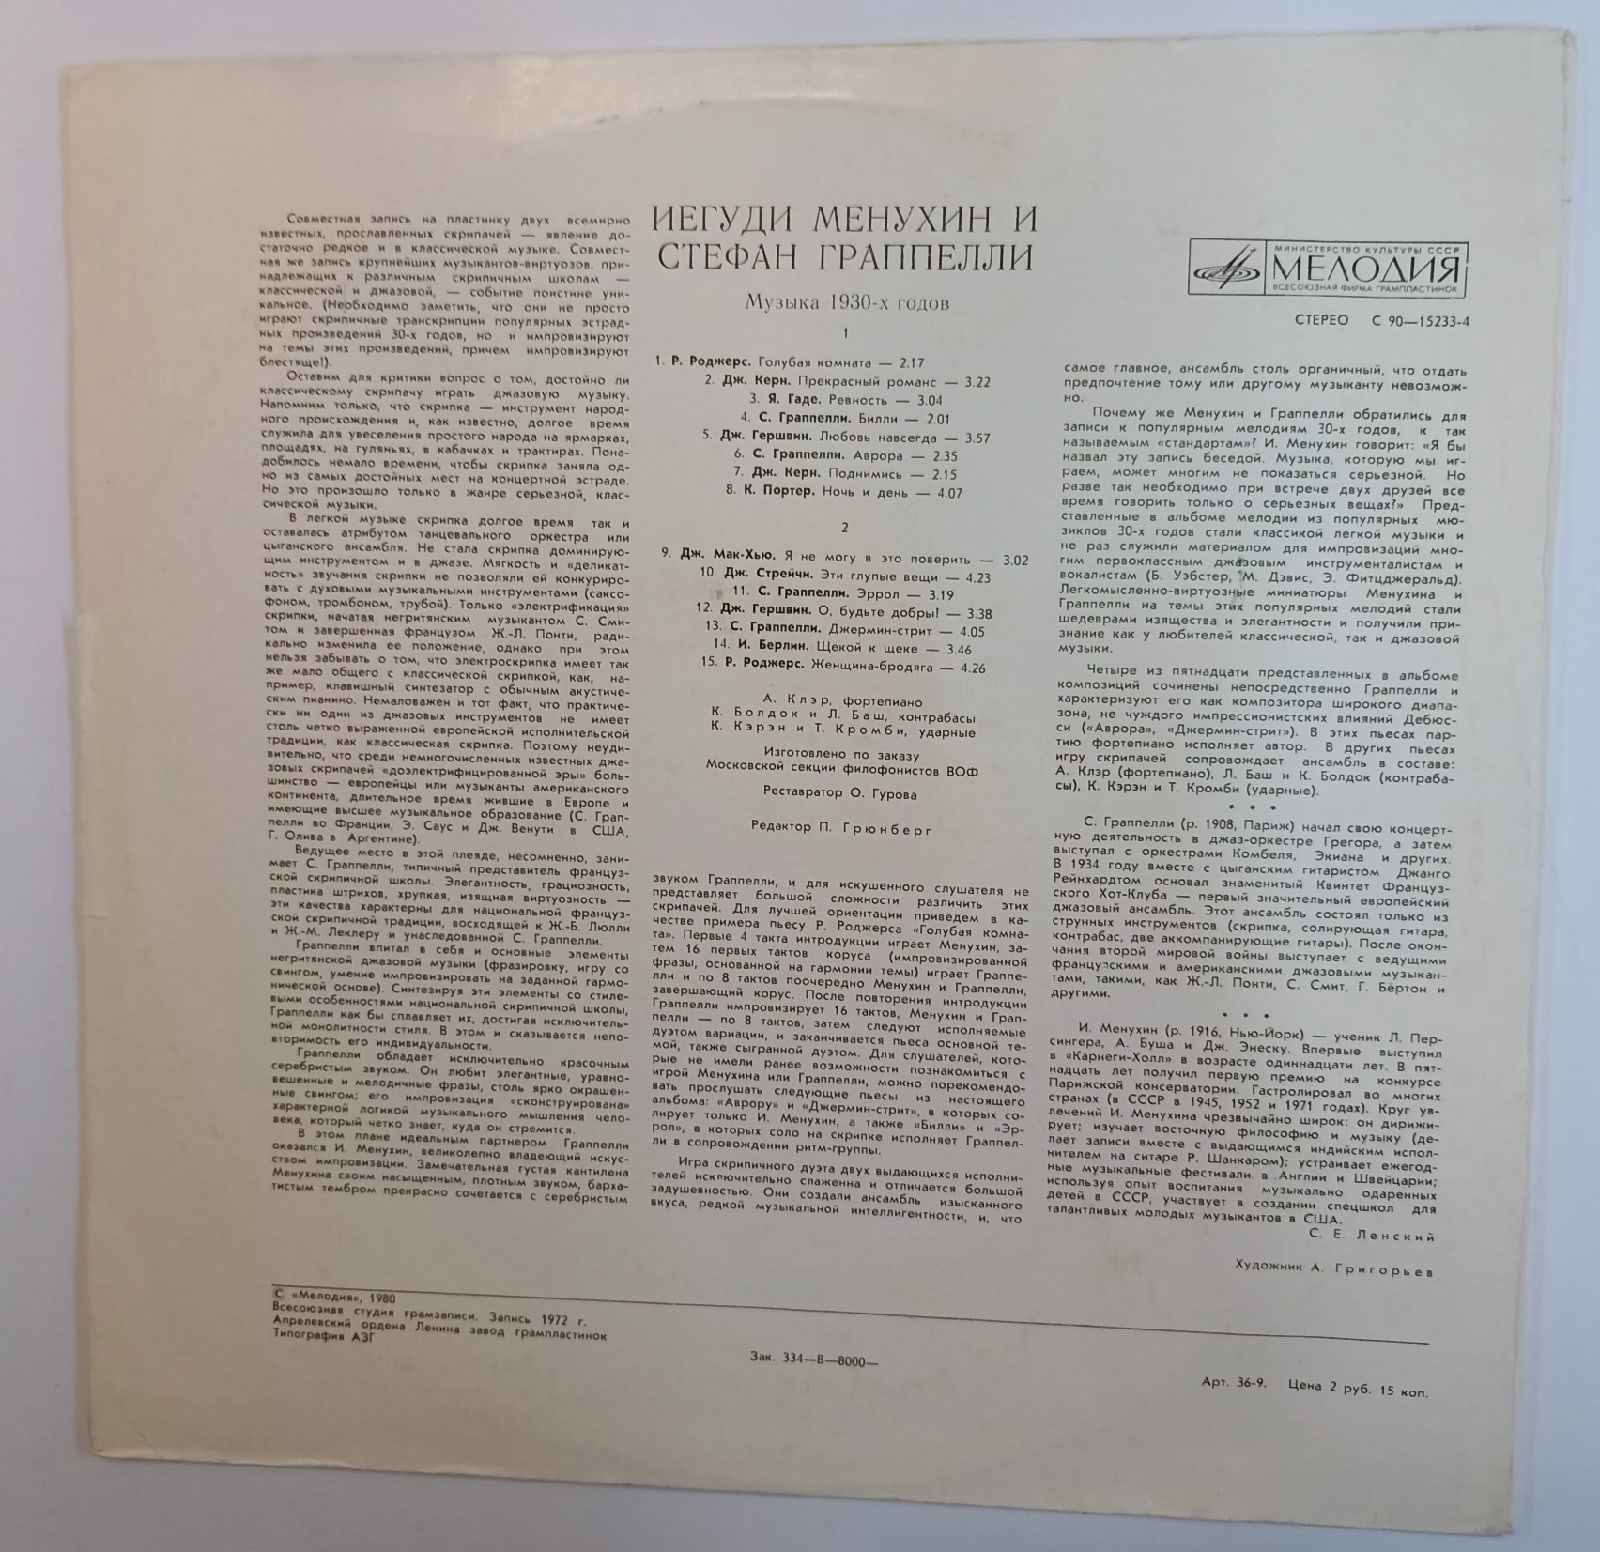 Совместная запись на пластинку двух всемирно
известных, прославленных скрипачей — явление до-
статочно редкое и в классической музыке. Совмест-
ная же запись крупнейших музыкантов-виртуозов, при-
надлежащих к различным скрипичным школам —
классической и джазовой, — событие поистине уни-
кальное. (Необходимо заметить, что они не просто
играют скрипичные транскрипции популярных эстрад-
ных произведений 30-х годов, но и импровизируют
на темы этих произведений, причем импровизируют
блестяще!).
Оставим для критики вопрос о том, достойно ли
классическому скрипачу играть джазовую музыку.
Напомним только, что скрипка — инструмент народ-
ного происхождения и, как известно, долгое время
служила для увеселения простого народа на ярмарках,
площадях, на гуляньях, в кабачках и трактирах. Пона-
добилось немало времени, чтобы скрипка заняла од-
но из самых достойных мест на концертной эстраде.
Но это произошло только в жанре серьезной, клас-
сической музыки.
В легкой музыке скрипка долгое время так и
оставалась атрибутом танцевального оркестра или
цыганского ансамбля. Не стала скрипка доминирую-
щим инструментом и в джазе. Мягкость и «деликат-
ность» звучания скрипки не позволяли ей конкуриро-
вать с духовыми музыкальными инструментами (саксо-
фоном, тромбоном, трубой). Только «электрификация»
скрипки, начатая негритянским музыкантом С. Сми-
том и завершенная французом Ж.-Л. Понти, ради-
кально изменила ее положение, однако при этом
нельзя забывать о том, что электроскрипка имеет так
же мало общего с классической скрипкой, как, на-
пример, клавишный синтезатор с обычным акустиче-
ским пианино. Немаловажен и тот факт, что практиче-
ски ни один из джазовых инструментов не имеет
столь четко выраженной европейской исполнительской
традиции, как классическая скрипка. Поэтому неуди-
вительно, что среди немногочисленных известных джа-
зовых скрипачей «доэлектрифицированной эры» боль-
шинство — европейцы или музыканты американского
континента, длительное время жившие в Европе и
имеющие высшее музыкальное образование (С. Грап-
пелли во Франции, Э. Саус и Дж. Венути в США,
Г. Олива в Аргентине).
Ведущее место в этой плеяде, несомненно, зани-
мает С. Граппелли, типичный представитель француз-
ской скрипичной школы. Элегантность, грациозность,
пластика штрихов, хрупкая, изящная виртуозность —
эти качества характерны для национальной француз-
ской скрипичной традиции, восходящей к Ж.-Б. Люлли
и Ж.-М. Леклеру и унаследованной С. Граппелли.
Граппелли впитал в себя и основные элементы
негритянской джазовой музыки (фразировку, игру со
свингом, умение импровизировать на заданной гармо-
нической основе). Синтезируя эти элементы со стиле-
выми особенностями национальной скрипичной школы,
Граппелли как бы сплавляет их, достигая исключитель-
ной монолитности стиля. В этом и сказывается непо-
вторимость его индивидуальности.
Граппелли обладает исключительно красочным
серебристым звуком. Он любит элегантные, уравно-
вешенные и мелодичные фразы, столь ярко окрашен-
ные свингом; его импровизация «сконструирована»
характерной логикой музыкального мышления чело-
века, который четко знает, куда он стремится.
В этом плане идеальным партнером Граппелли
оказался И. Менухин, великолепно владеющий искус-
ством импровизации. Замечательная густая кантилена
Менухина своим насыщенным, плотным звуком, барха-
тистым тембром прекрасно сочетается с серебристым
ИЕГУДИ МЕНУХИН И
СТЕФАН ГРАППЕЛЛИ
Музыка 1930-х годов
1
1. Р. Роджерс. Голубая комната — 2.17
2. Дж. Керн. Прекрасный романс — 3.22
3. Я. Гаде. Ревность — 3.04
4. С. Граппелли. Билли — 2.01
5. Дж. Гершвин. Любовь навсегда — 3.57
6. С. Граппелли. Аврора — 2.35
7. Дж. Керн. Поднимись — 2.15
8. К. Портер. Ночь и день — 4.07
2
9. Дж. Мак-Хью. Я не могу в это поверить — 3.02
10. Дж. Стрейчи. Эти глупые вещи — 4.23
11. С. Граппелли. Эррол — 3.19
12. Дж. Гершвин. О, будьте добры! — 3.38
13. С. Граппелли. Джермин-стрит — 4.05
14. И. Берлин. Щекой к щеке — 3.46
15. Р. Роджерс. Женщина-бродяга — 4.26
А. Клэр, фортепиано
К. Болдок и Л. Баш, контрабасы
К. Кэрэн и Т. Кромби, ударные
Изготовлено по заказу
Московской секции филофонистов ВОФ
Реставратор О. Гурова
Редактор П. Грюнберг
звуком Граппелли, и для искушенного слушателя не
представляет большой сложности различить этих
скрипачей. Для лучшей ориентации приведем в ка-
честве примера пьесу Р. Роджерса «Голубая комна-
та». Первые 4 такта интродукции играет Менухин, за-
тем 16 первых тактов коруса (импровизированной
фразы, основанной на гармонии темы) играет Граппе-
лли и по 8 тактов поочередно Менухин и Граппелли,
завершающий корус. После повторения интродукции
Граппелли импровизирует 16 тактов, Менухин и Грап-
пелли — по 8 тактов, затем следуют исполняемые
дуэтом вариации, и заканчивается пьеса основной те-
мой, также сыгранной дуэтом. Для слушателей, кото-
рые не имели ранее возможности познакомиться с
игрой Менухина или Граппелли, можно порекомендо-
вать прослушать следующие пьесы из настоящего
альбома: «Аврору» и «Джермин-стрит», в которых со-
лирует только И. Менухин, а также «Билли» и «Эр-
рол», в которых соло на скрипке исполняет Граппел-
ли в сопровождении ритм-группы.
Игра скрипичного дуэта двух выдающихся исполни-
телей исключительно слаженна и отличается большой
задушевностью. Они создали ансамбль изысканного
вкуса, редкой музыкальной интеллигентности, и, что
МИНИСТЕРСТВО КУЛЬТУРЫ СССР
МЕЛОДИЯ
ВСЕСОЮЗНАЯ ФИРМА ГРАМПЛАСТИНОК
СТЕРЕО С 90—15233-4
самое главное, ансамбль столь органичный, что отдать
предпочтение тому или другому музыканту невозмож-
но.
Почему же Менухин и Граппелли обратились для
записи к популярным мелодиям 30-х годов, к так
называемым «стандартам»? И. Менухин говорит: «Я бы
назвал эту запись беседой. Музыка, которую мы иг-
раем, может многим не показаться серьезной. Но
разве так необходимо при встрече двух друзей все
время говорить только о серьезных вещах?» Пред-
ставленные в альбоме мелодии из популярных мю-
зиклов 30-х годов стали классикой легкой музыки и
не раз служили материалом для импровизаций мно-
гим первоклассным джазовым инструменталистам и
вокалистам (Б. Уэбстер, М. Дэвис, Э. Фитцджеральд).
Легкомысленно-виртуозные миниатюры Менухина и
Граппелли на темы этих популярных мелодий стали
шедеврами изящества и элегантности и получили при-
знание как у любителей классической, так и джазовой
музыки.
Четыре из пятнадцати представленных в альбоме
композиций сочинены непосредственно Граппелли и
характеризуют его как композитора широкого диапа-
зона, не чуждого импрессионистских влияний Дебюс-
си («Аврора», «Джермин-стрит»). В этих пьесах пар-
тию фортепиано исполняет автор. В других пьесах
игру скрипачей сопровождает ансамбль в составе:
А. Клэр (фортепиано), Л. Баш и К. Болдок (контраба-
сы), К. Кэрэн и Т. Кромби (ударные).
* * *
С. Граппелли (р. 1908, Париж) начал свою концерт-
ную деятельность в джаз-оркестре Грегора, а затем
выступал с оркестрами Комбеля, Экиана и других.
В 1934 году вместе с цыганским гитаристом Джанго
Рейнхардтом основал знаменитый Квинтет Француз-
ского Хот-Клуба — первый значительный европейский
джазовый ансамбль. Этот ансамбль состоял только из
струнных инструментов (скрипка, солирующая гитара,
контрабас, две аккомпанирующие гитары). После окон-
чания второй мировой войны выступает с ведущими
французскими и американскими джазовыми музыкан-
тами, такими, как Ж.-Л. Понти, С. Смит, Г. Бёртон и
другими.
* * *
И. Менухин (р. 1916, Нью-Йорк) — ученик Л. Пер-
сингера, А. Буша и Дж. Энеску. Впервые выступил
в «Карнеги-Холл» в возрасте одиннадцати лет. В пят-
надцать лет получил первую премию на конкурсе
Парижской консерватории. Гастролировал во многих
странах (в СССР в 1945, 1952 и 1971 годах). Круг ув-
лечений И. Менухина чрезвычайно широк: он дирижи-
рует; изучает восточную философию и музыку (де-
лает записи вместе с выдающимся индийским испол-
нителем на ситаре Р. Шанкаром); устраивает ежегод-
ные музыкальные фестивали в Англии и Швейцарии;
используя опыт воспитания музыкально одаренных
детей в СССР, участвует в создании спецшкол для
талантливых молодых музыкантов в США.
С. Е. Ленский
Художник А. Григорьев
С «Мелодия», 1980
Всесоюзная студия грамзаписи. Запись 1972 г.
Апрелевский ордена Ленина завод грампластинок
Типография АЗГ
Зак. 334—В—8000—
Арт. 36-9. Цена 2 руб. 15 коп.